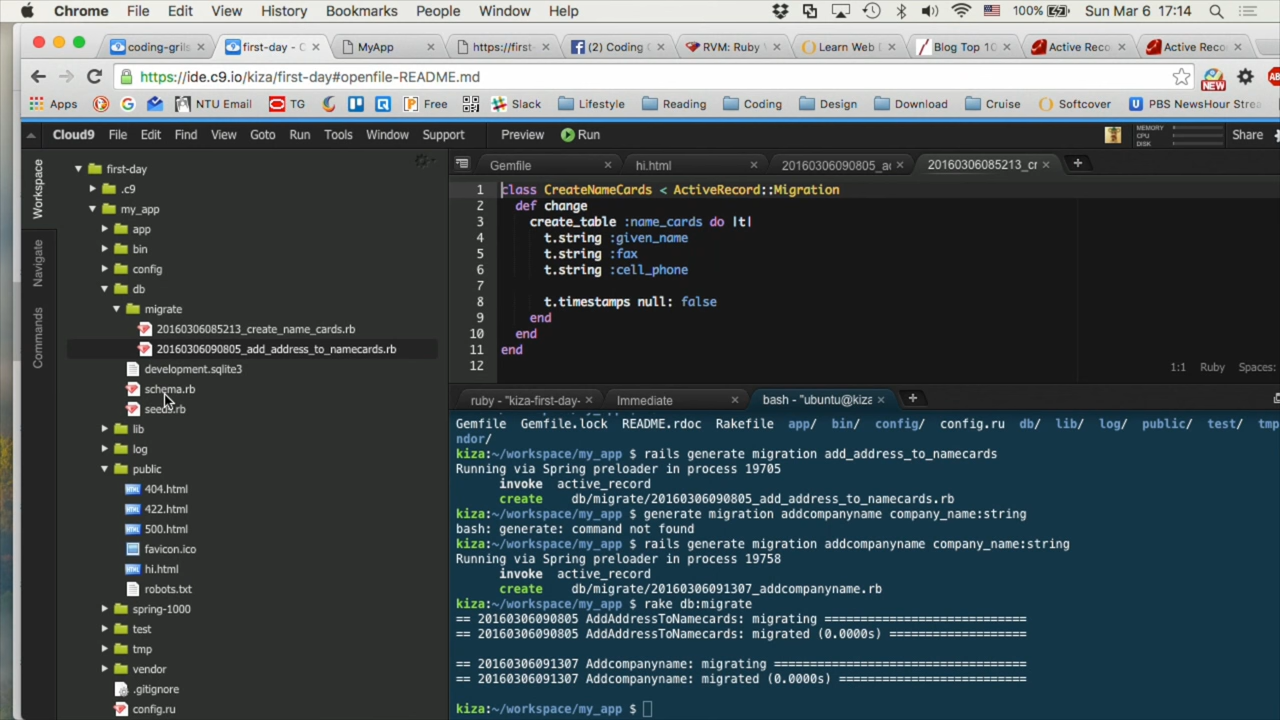 Chrome File Edit View History Bookmarks People Window Help 100% Sun Mar 6 17:14
coding-grils first-day - C MyApp https://first- (2) Coding RVM: Ruby Learn Web Blog Top 10 Active Reco Active Reco
https://ide.c9.io/kiza/first-day#openfile-README.md NEW
Apps NTU Email TG Free Slack Lifestyle Reading Coding Design Download Cruise Softcover PBS NewsHour Strea
Cloud9 File Edit Find View Goto Run Tools Window Support Preview Run MEMORY CPU DISK Share
Workspace
Navigate
Commands
first-day
.c9
my_app
app
bin
config
db
migrate
20160306085213_create_name_cards.rb
20160306090805_add_address_to_namecards.rb
development.sqlite3
schema.rb
seeds.rb
lib
log
public
404.html
422.html
500.html
favicon.ico
hi.html
robots.txt
spring-1000
test
tmp
vendor
.gitignore
config.ru
Gemfile hi.html 20160306090805_ac 20160306085213_cr
1 class CreateNameCards < ActiveRecord::Migration
2 def change
3 create_table :name_cards do |t|
4 t.string :given_name
5 t.string :fax
6 t.string :cell_phone
7
8 t.timestamps null: false
9 end
10 end
11 end
12
1:1 Ruby Spaces:
ruby - "kiza-first-day- Immediate bash - "ubuntu@kiza
Gemfile Gemfile.lock README.rdoc Rakefile app/ bin/ config/ config.ru db/ lib/ log/ public/ test/ tmp
ndor/
kiza:~/workspace/my_app $ rails generate migration add_address_to_namecards
Running via Spring preloader in process 19705
invoke active_record
create db/migrate/20160306090805_add_address_to_namecards.rb
kiza:~/workspace/my_app $ generate migration addcompanyname company_name:string
bash: generate: command not found
kiza:~/workspace/my_app $ rails generate migration addcompanyname company_name:string
Running via Spring preloader in process 19758
invoke active_record
create db/migrate/20160306091307_addcompanyname.rb
kiza:~/workspace/my_app $ rake db:migrate
== 20160306090805 AddAddressToNamecards: migrating ============================
== 20160306090805 AddAddressToNamecards: migrated (0.0000s) ===================
== 20160306091307 Addcompanyname: migrating ===================================
== 20160306091307 Addcompanyname: migrated (0.0000s) ==========================
kiza:~/workspace/my_app $